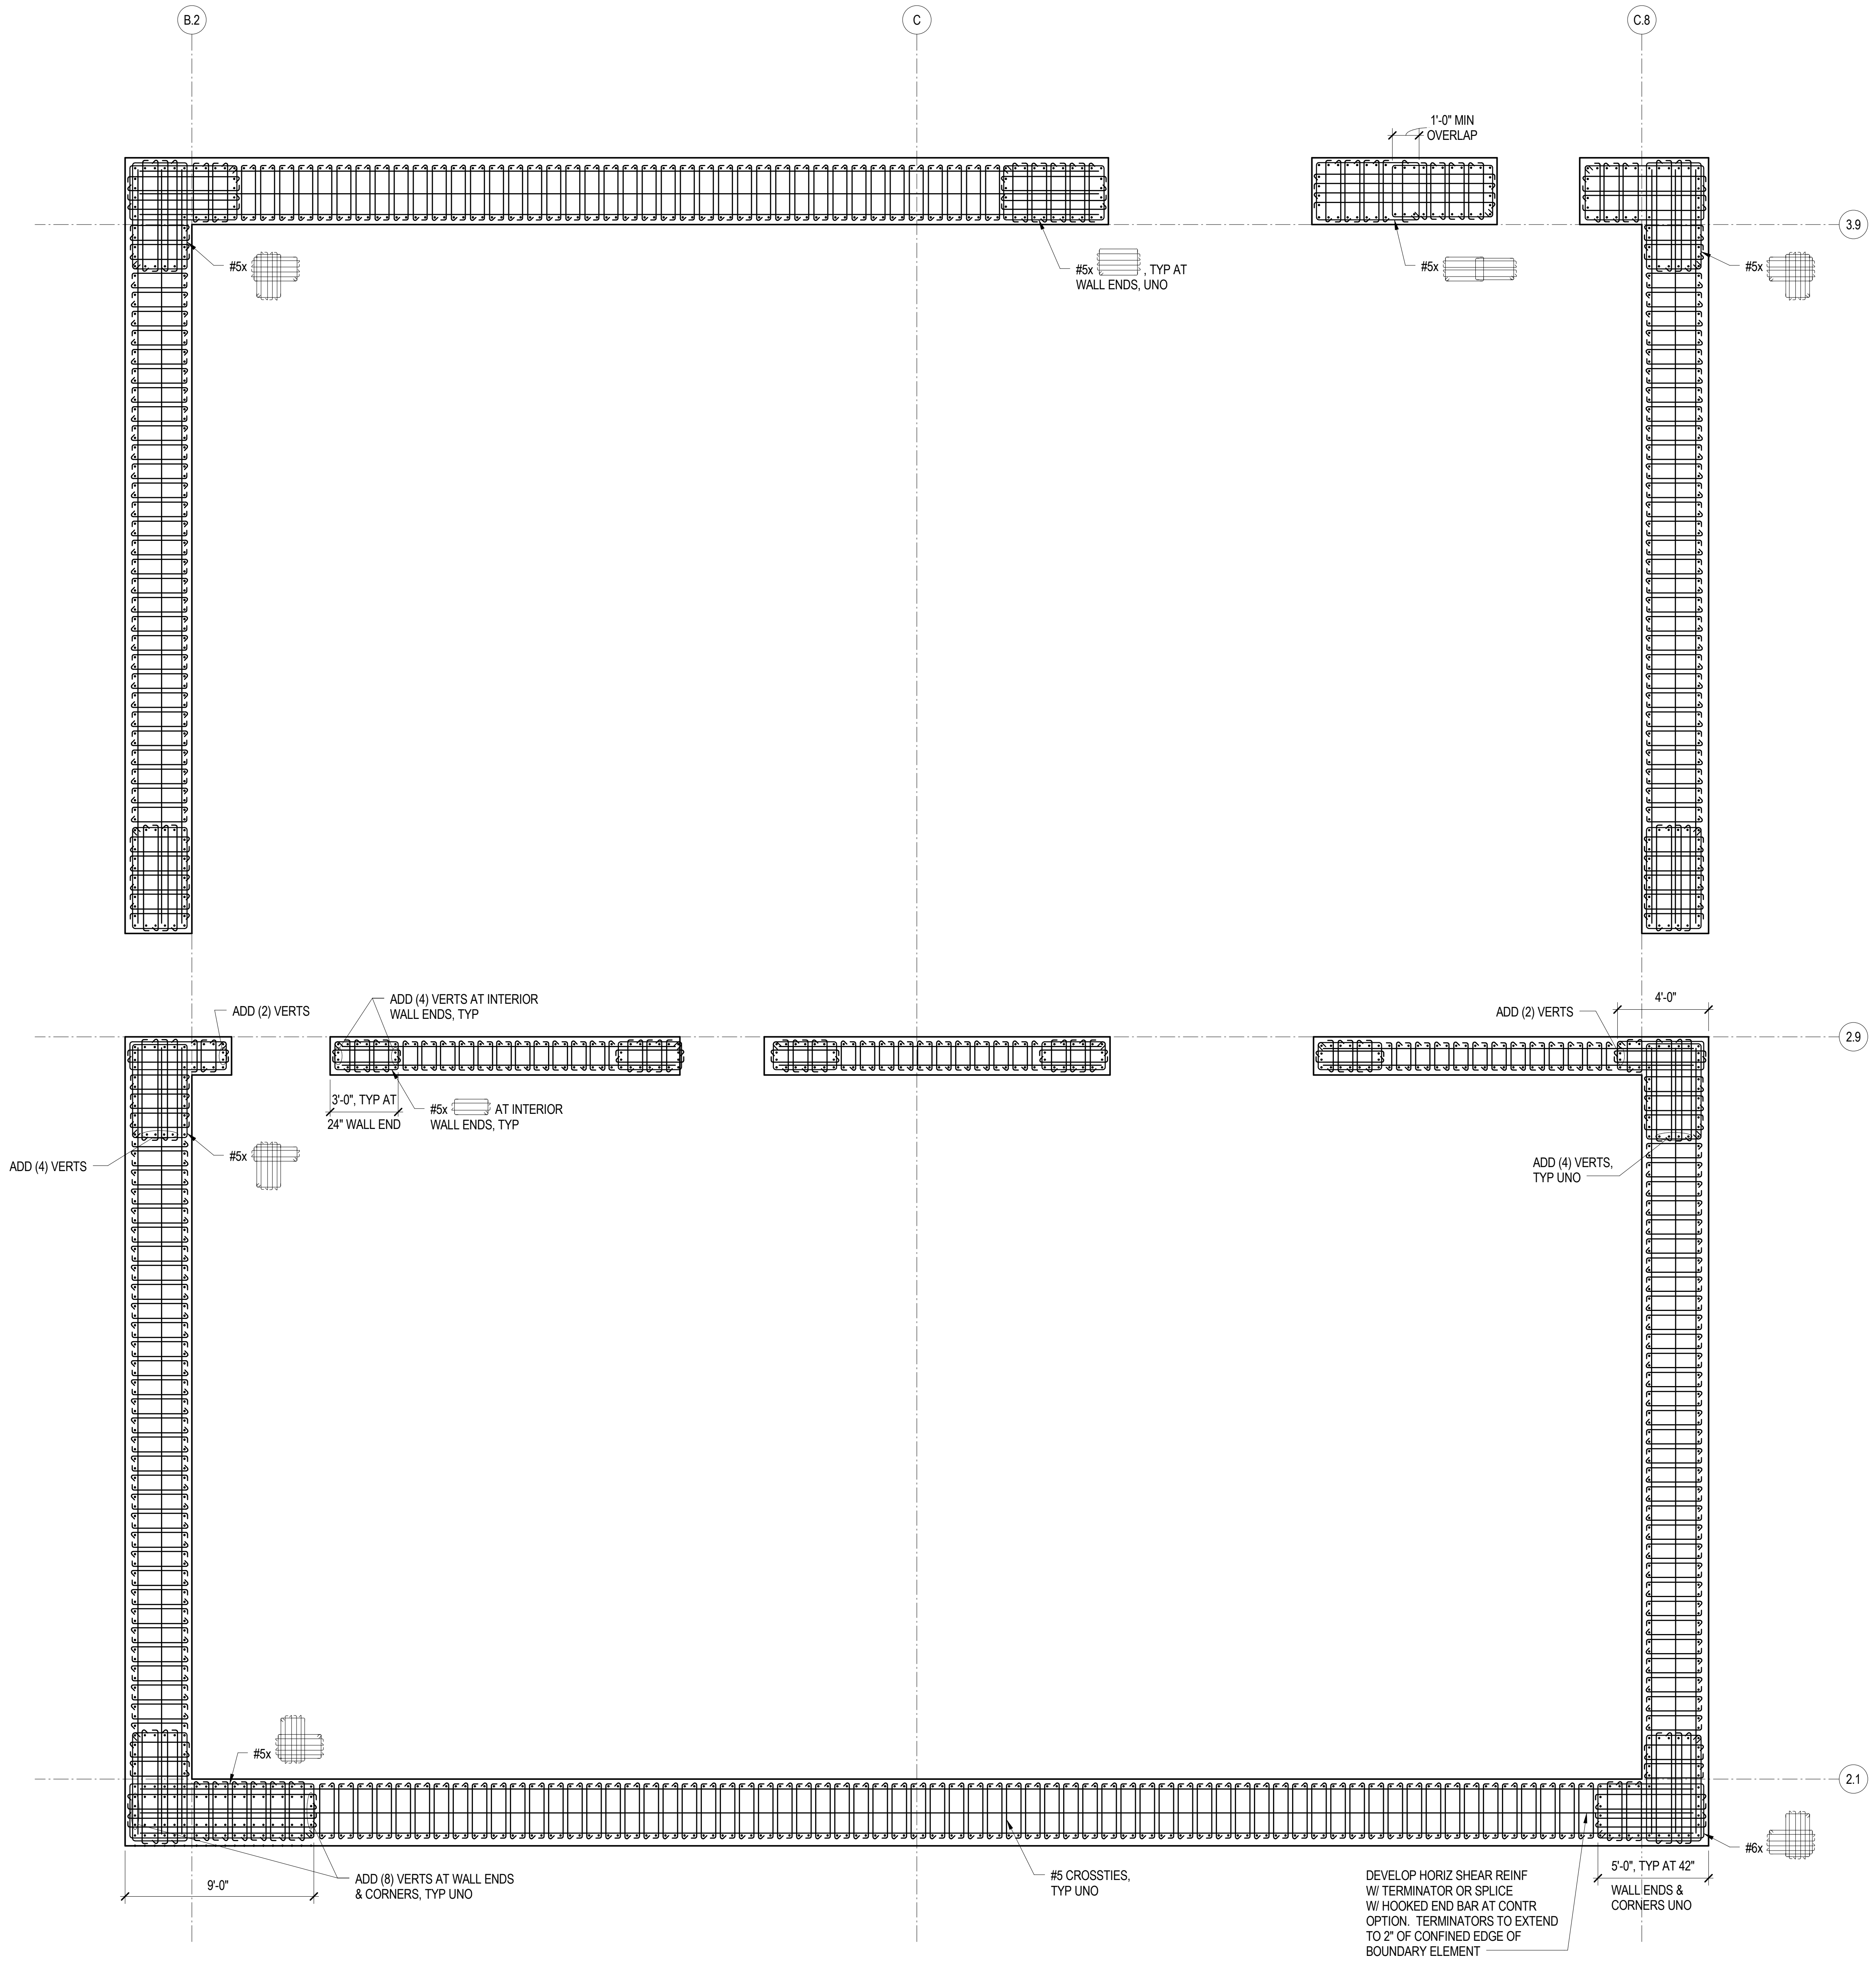 B.2
C
C.8
1'-0" MIN
OVERLAP
3.9
#5x
#5x , TYP AT
WALL ENDS, UNO
#5x
#5x
ADD (2) VERTS
ADD (4) VERTS AT INTERIOR
WALL ENDS, TYP
ADD (2) VERTS
4'-0"
2.9
3'-0", TYP AT
24" WALL END
#5x AT INTERIOR
WALL ENDS, TYP
ADD (4) VERTS
#5x
ADD (4) VERTS,
TYP UNO
#5x
2.1
#6x
9'-0"
ADD (8) VERTS AT WALL ENDS
& CORNERS, TYP UNO
#5 CROSSTIES,
TYP UNO
DEVELOP HORIZ SHEAR REINF
W/ TERMINATOR OR SPLICE
W/ HOOKED END BAR AT CONTR
OPTION. TERMINATORS TO EXTEND
TO 2" OF CONFINED EDGE OF
BOUNDARY ELEMENT
5'-0", TYP AT 42"
WALL ENDS &
CORNERS UNO